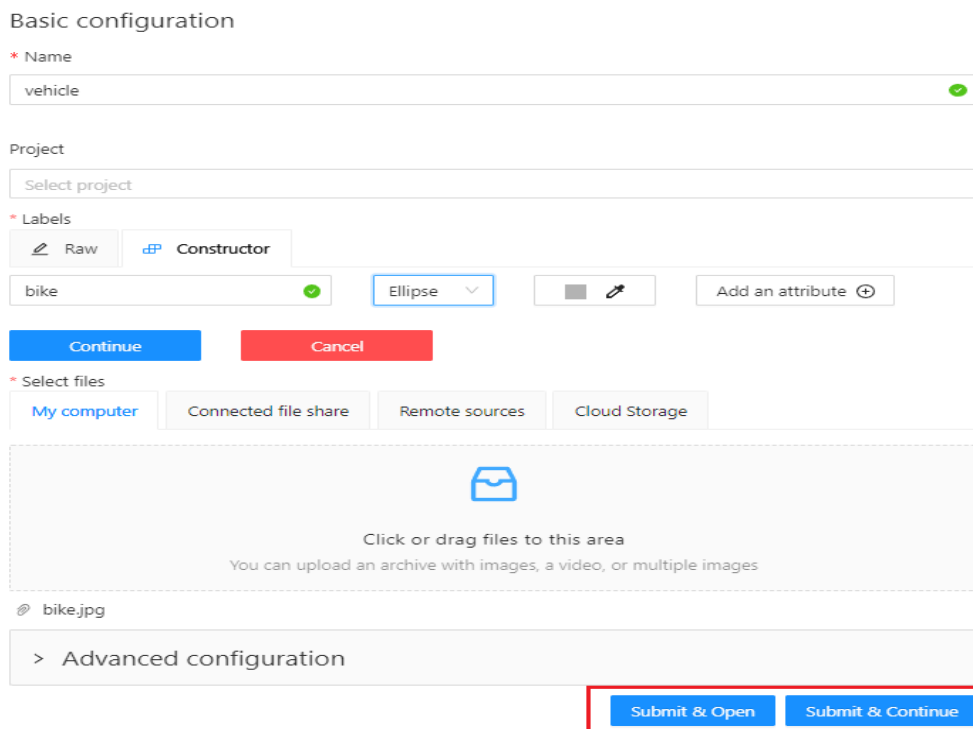 Basic configuration
* Name
vehicle
Project
Select project
* Labels
Raw Constructor
bike Ellipse Add an attribute
Continue Cancel
* Select files
My computer Connected file share Remote sources Cloud Storage
Click or drag files to this area
You can upload an archive with images, a video, or multiple images
bike.jpg
> Advanced configuration
Submit & Open Submit & Continue